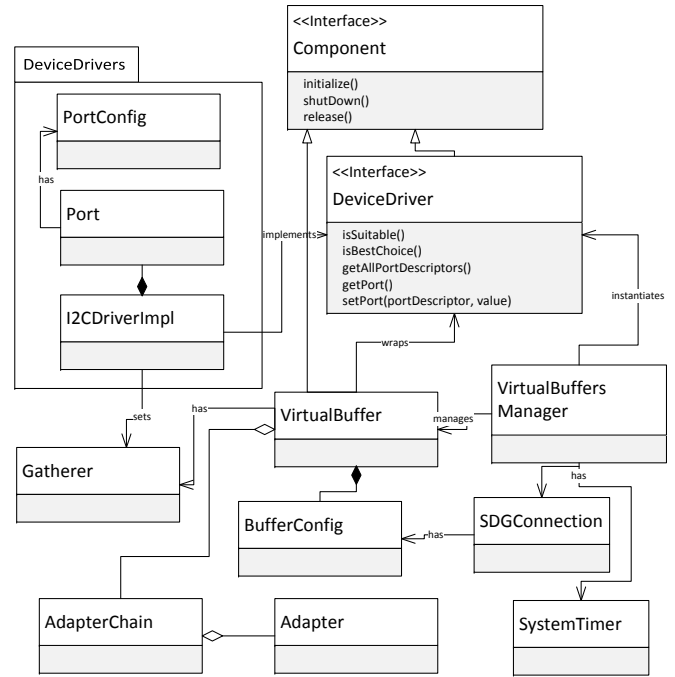 <<Interface>>
Component
initialize()
shutDown()
release()
DeviceDrivers
PortConfig
has
Port
I2CDriverImpl
<<Interface>>
DeviceDriver
isSuitable()
isBestChoice()
getAllPortDescriptors()
getPort()
setPort(portDescriptor, value)
implements
instantiates
wraps
sets
has
VirtualBuffer
manages
VirtualBuffers
Manager
Gatherer
has
BufferConfig
has
SDGConnection
AdapterChain
Adapter
SystemTimer